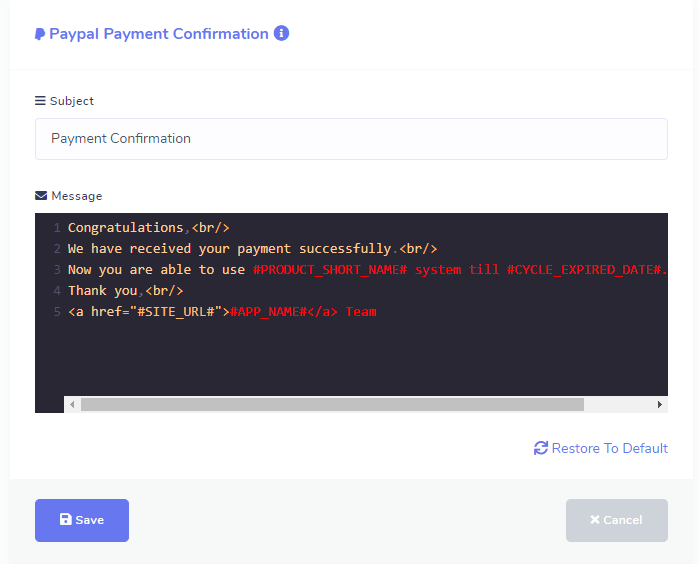 Paypal Payment Confirmation
Subject
Payment Confirmation
Message
1 Congratulations,<br/>
2 We have received your payment successfully.<br/>
3 Now you are able to use #PRODUCT_SHORT_NAME# system till #CYCLE_EXPIRED_DATE#.
4 Thank you,<br/>
5 <a href="#SITE_URL#">#APP_NAME#</a> Team
Restore To Default
Save
Cancel